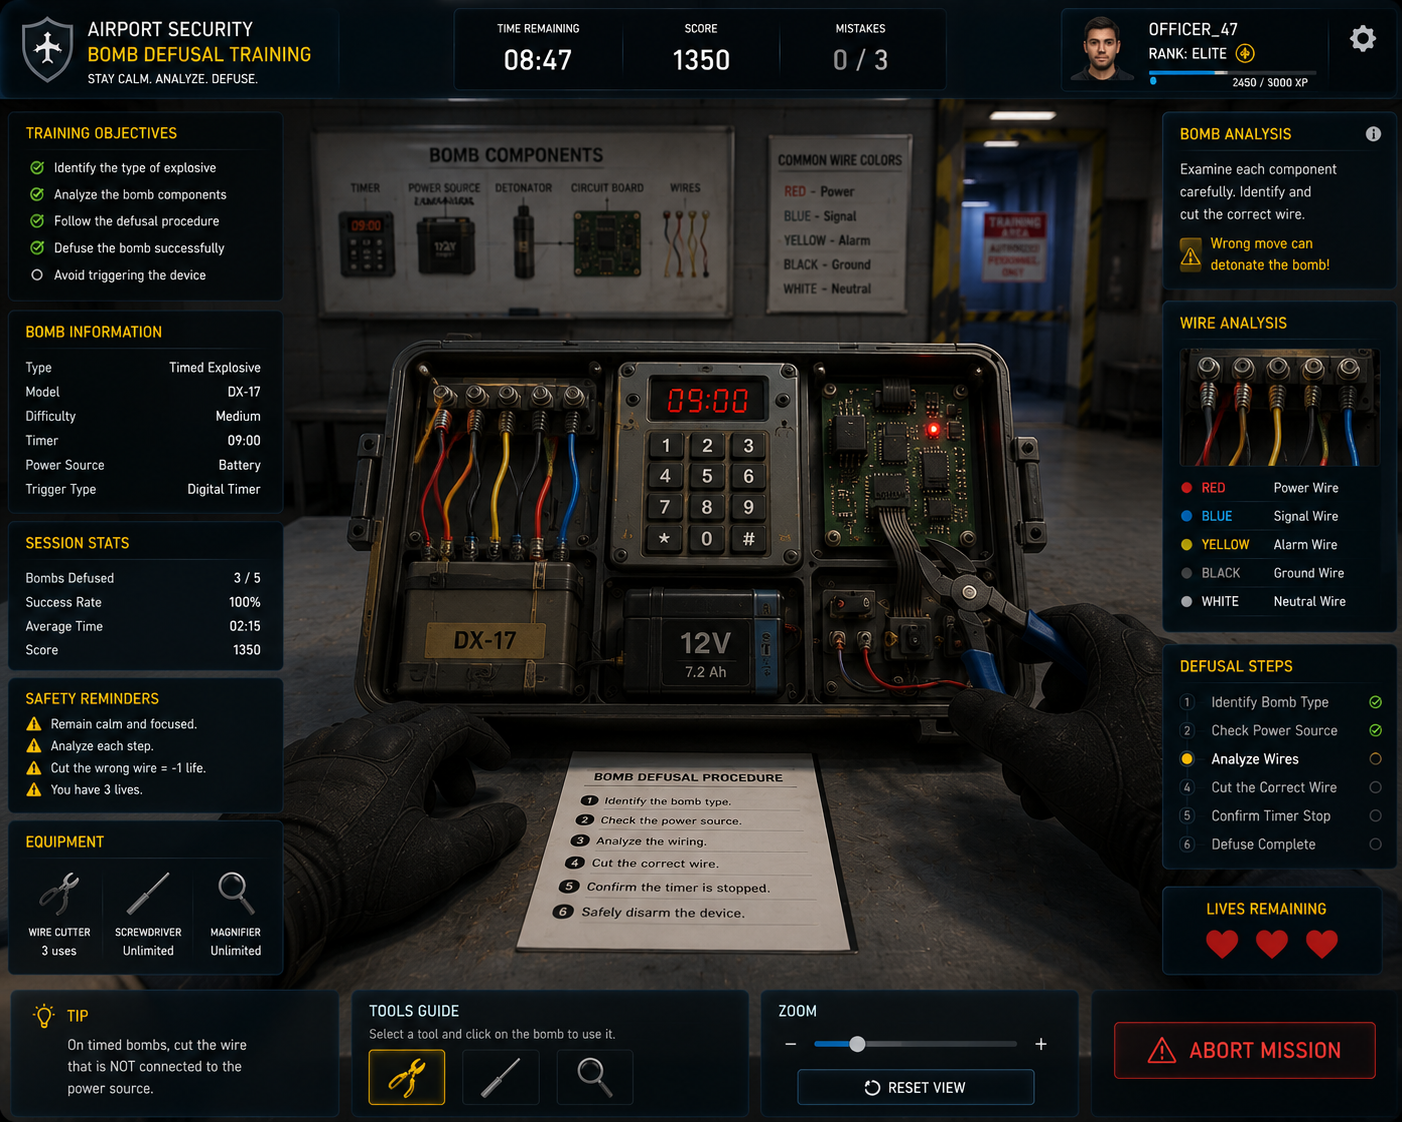 AIRPORT SECURITY
BOMB DEFUSAL TRAINING
STAY CALM. ANALYZE. DEFUSE.
TIME REMAINING
08:47
SCORE
1350
MISTAKES
0 / 3
OFFICER_47
RANK: ELITE
2450 / 3000 XP
TRAINING OBJECTIVES
Identify the type of explosive
Analyze the bomb components
Follow the defusal procedure
Defuse the bomb successfully
Avoid triggering the device
BOMB INFORMATION
Type Timed Explosive
Model DX-17
Difficulty Medium
Timer 09:00
Power Source Battery
Trigger Type Digital Timer
SESSION STATS
Bombs Defused 3 / 5
Success Rate 100%
Average Time 02:15
Score 1350
SAFETY REMINDERS
Remain calm and focused.
Analyze each step.
Cut the wrong wire = -1 life.
You have 3 lives.
EQUIPMENT
WIRE CUTTER
3 uses
SCREWDRIVER
Unlimited
MAGNIFIER
Unlimited
BOMB COMPONENTS
TIMER
POWER SOURCE
DETONATOR
CIRCUIT BOARD
WIRES
09:00
12V
COMMON WIRE COLORS
RED - Power
BLUE - Signal
YELLOW - Alarm
BLACK - Ground
WHITE - Neutral
TRAINING
AREA
AUTHORIZED
PERSONNEL
ONLY
09:00
1 2 3
4 5 6
7 8 9
* 0 #
DX-17
12V
7.2 Ah
BOMB DEFUSAL PROCEDURE
1 Identify the bomb type.
2 Check the power source.
3 Analyze the wiring.
4 Cut the correct wire.
5 Confirm the timer is stopped.
6 Safely disarm the device.
BOMB ANALYSIS
Examine each component
carefully. Identify and
cut the correct wire.
Wrong move can
detonate the bomb!
WIRE ANALYSIS
RED Power Wire
BLUE Signal Wire
YELLOW Alarm Wire
BLACK Ground Wire
WHITE Neutral Wire
DEFUSAL STEPS
1 Identify Bomb Type
2 Check Power Source
Analyze Wires
4 Cut the Correct Wire
5 Confirm Timer Stop
6 Defuse Complete
LIVES REMAINING
TIP
On timed bombs, cut the wire
that is NOT connected to the
power source.
TOOLS GUIDE
Select a tool and click on the bomb to use it.
ZOOM
− +
RESET VIEW
ABORT MISSION